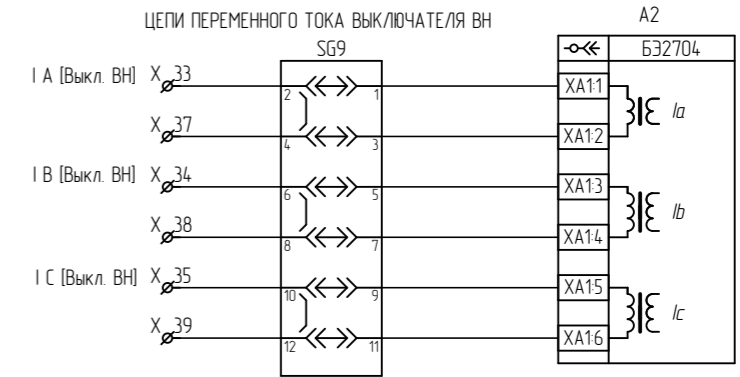 ЦЕПИ ПЕРЕМЕННОГО ТОКА ВЫКЛЮЧАТЕЛЯ ВН
A2
SG9
БЭ2704
I A [Выкл. ВН] X 33
2 1
XA1:1
Ia
X 37
4 3
XA1:2
I B [Выкл. ВН] X 34
6 5
XA1:3
Ib
X 38
8 7
XA1:4
I C [Выкл. ВН] X 35
10 9
XA1:5
Ic
X 39
12 11
XA1:6